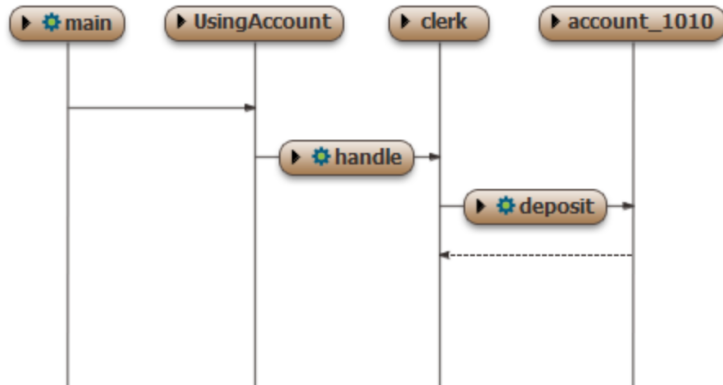 main
UsingAccount
clerk
account_1010
handle
deposit